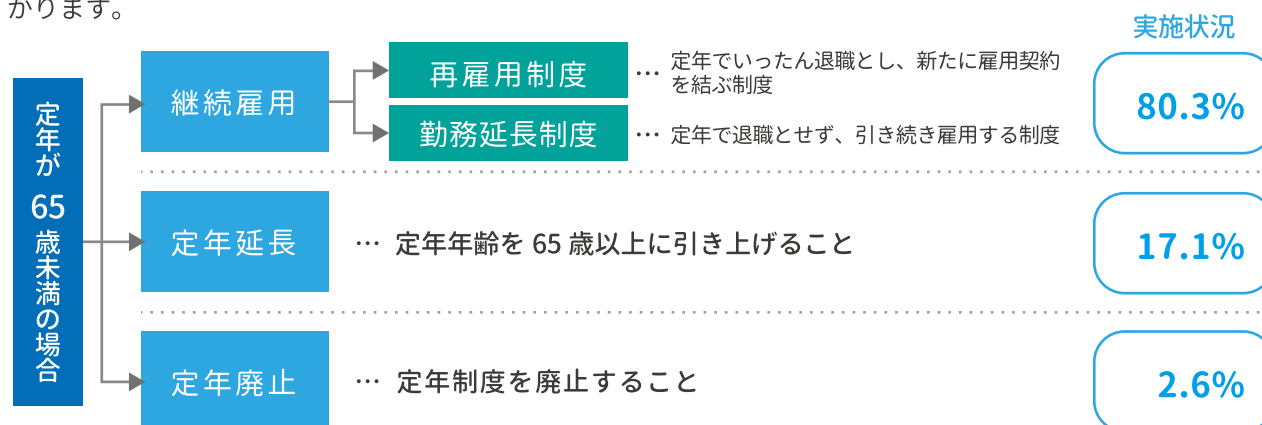 かります。
実施状況
定年が65歳未満の場合
継続雇用
再雇用制度
… 定年でいったん退職とし、新たに雇用契約
を結ぶ制度
勤務延長制度
… 定年で退職とせず、引き続き雇用する制度
80.3%
定年延長
… 定年年齢を 65 歳以上に引き上げること
17.1%
定年廃止
… 定年制度を廃止すること
2.6%